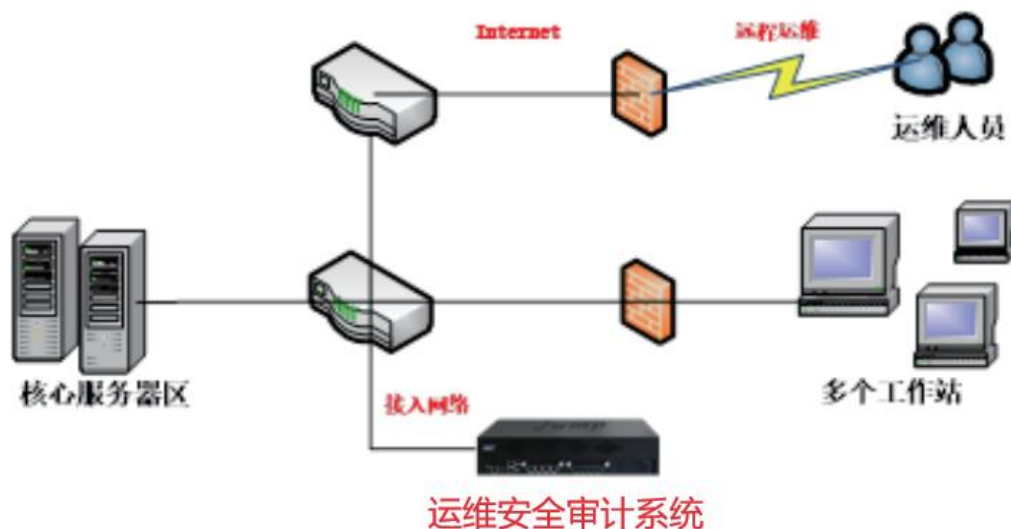 Internet
远程运维
运维人员
核心服务器区
多个工作站
接入网络
Jump
运维安全审计系统